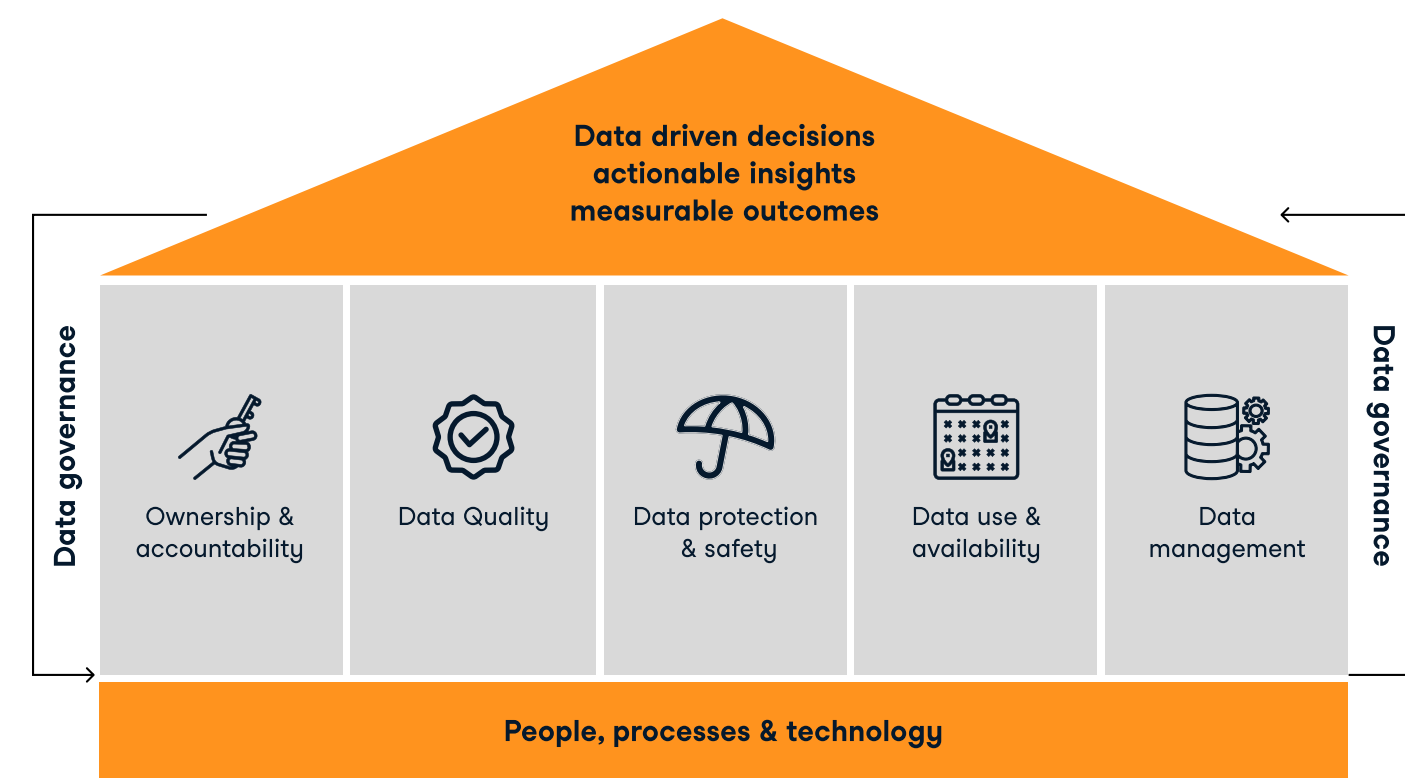 Data driven decisions
actionable insights
measurable outcomes
Data governance
Ownership &
accountability
Data Quality
Data protection
& safety
Data use &
availability
Data
management
Data governance
People, processes & technology